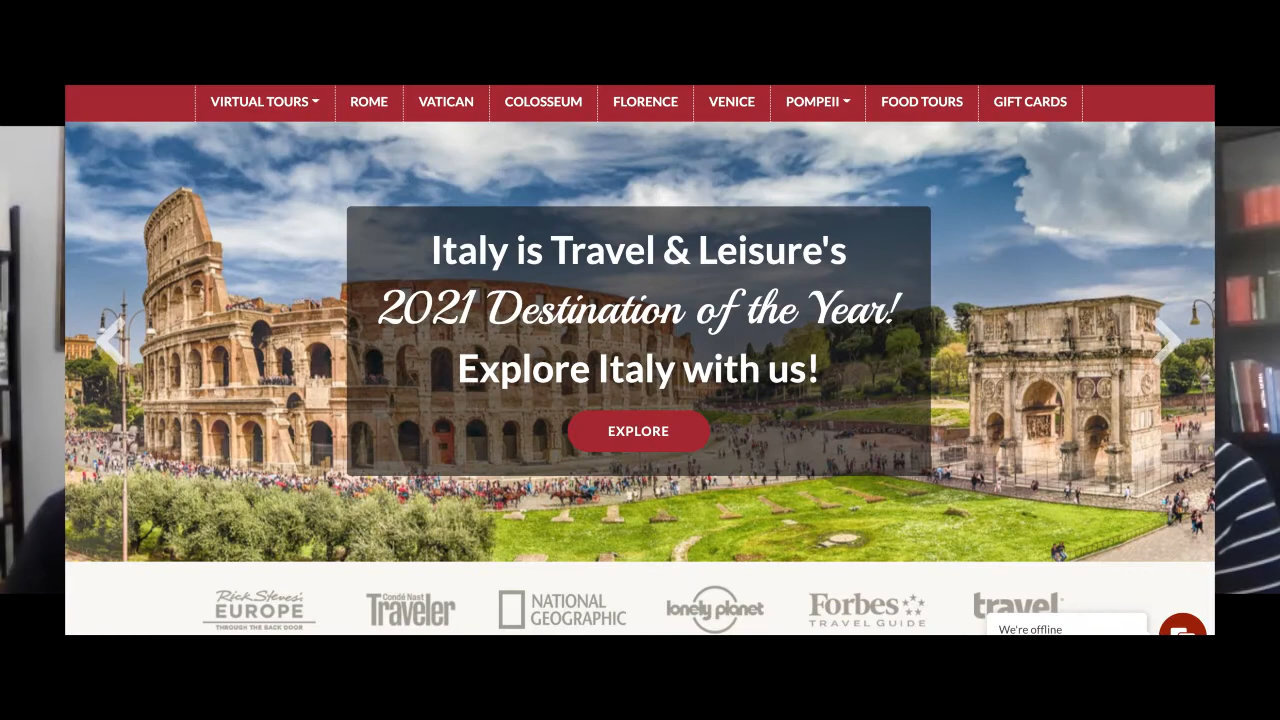 VIRTUAL TOURS ROME VATICAN COLOSSEUM FLORENCE VENICE POMPEII FOOD TOURS GIFT CARDS
Italy is Travel & Leisure's
2021 Destination of the Year!
Explore Italy with us!
EXPLORE
Rick Steves' EUROPE THROUGH THE BACK DOOR
Condé Nast Traveler
NATIONAL GEOGRAPHIC
lonely planet
Forbes TRAVEL GUIDE
travel
We're offline